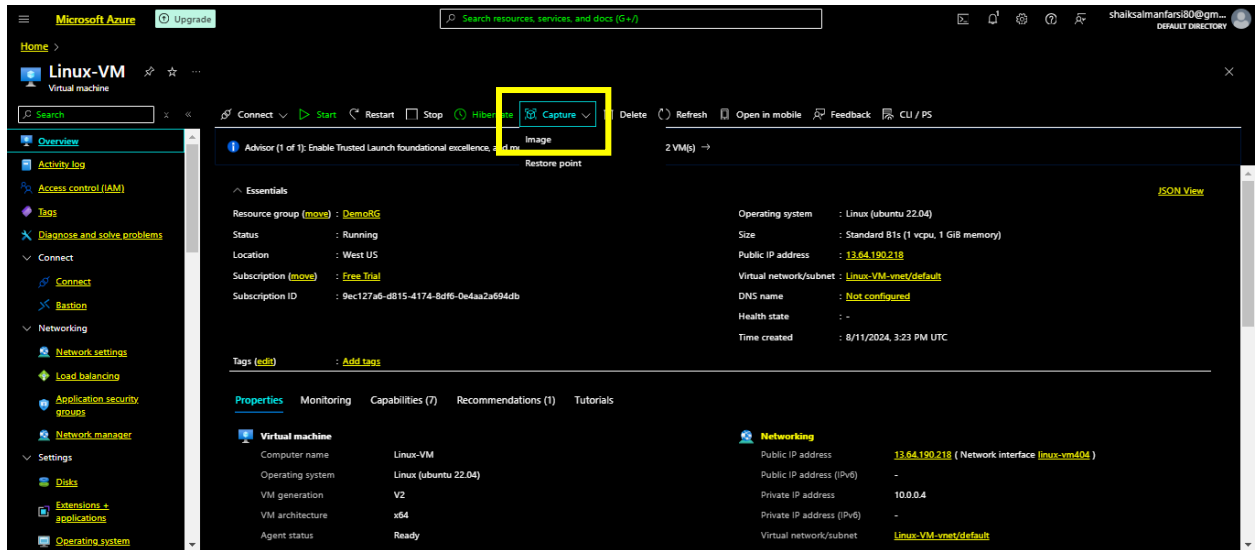 Microsoft Azure
Upgrade
Search resources, services, and docs (G+/)
1
shaiksalmanfarsi80@gm...
DEFAULT DIRECTORY
Home >
Linux-VM
Virtual machine
Search
Connect
Start
Restart
Stop
Hibernate
Capture
Delete
Refresh
Open in mobile
Feedback
CLI / PS
Image
Restore point
Advisor (1 of 1): Enable Trusted Launch foundational excellence, and
2 VM(s) →
Overview
Activity log
Access control (IAM)
Tags
Diagnose and solve problems
Connect
Connect
Bastion
Networking
Network settings
Load balancing
Application security
groups
Network manager
Settings
Disks
Extensions +
applications
Operating system
Essentials
JSON View
Resource group (move) : DemoRG
Status : Running
Location : West US
Subscription (move) : Free Trial
Subscription ID : 9ec127a6-d815-4174-8df6-0e4aa2a694db
Operating system : Linux (ubuntu 22.04)
Size : Standard B1s (1 vcpu, 1 GiB memory)
Public IP address : 13.64.190.218
Virtual network/subnet : Linux-VM-vnet/default
DNS name : Not configured
Health state : -
Time created : 8/11/2024, 3:23 PM UTC
Tags (edit) : Add tags
Properties
Monitoring
Capabilities (7)
Recommendations (1)
Tutorials
Virtual machine
Computer name Linux-VM
Operating system Linux (ubuntu 22.04)
VM generation V2
VM architecture x64
Agent status Ready
Networking
Public IP address 13.64.190.218 ( Network interface linux-vm404 )
Public IP address (IPv6) -
Private IP address 10.0.0.4
Private IP address (IPv6) -
Virtual network/subnet Linux-VM-vnet/default